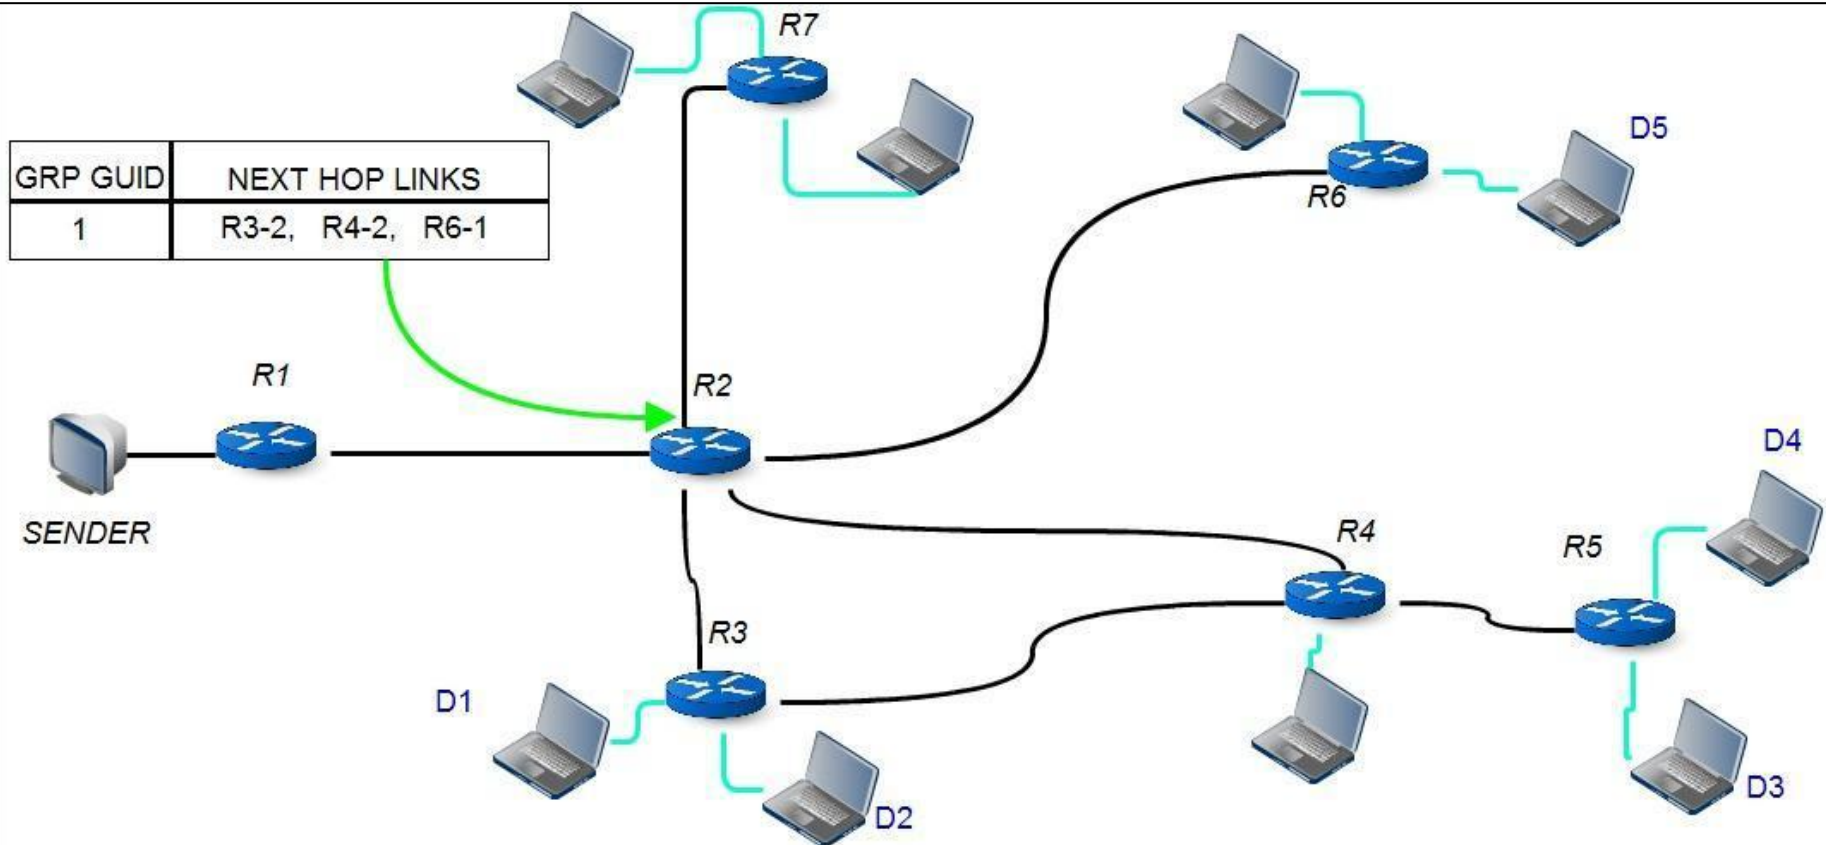 R7
D5
GRP GUID NEXT HOP LINKS
1 R3-2, R4-2, R6-1
R6
R1
R2
D4
SENDER
R4
R5
R3
D1
D3
D2